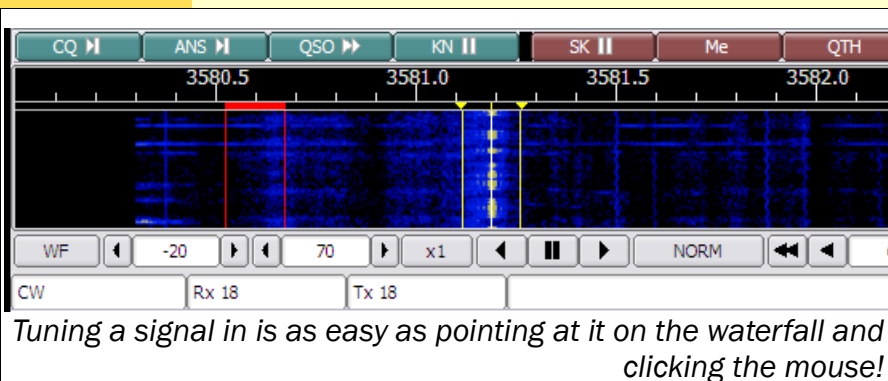 CQ ANS QSO KN SK Me QTH
3580.5 3581.0 3581.5 3582.0
WF -20 70 x1 NORM
CW Rx 18 Tx 18
Tuning a signal in is as easy as pointing at it on the waterfall and
clicking the mouse!